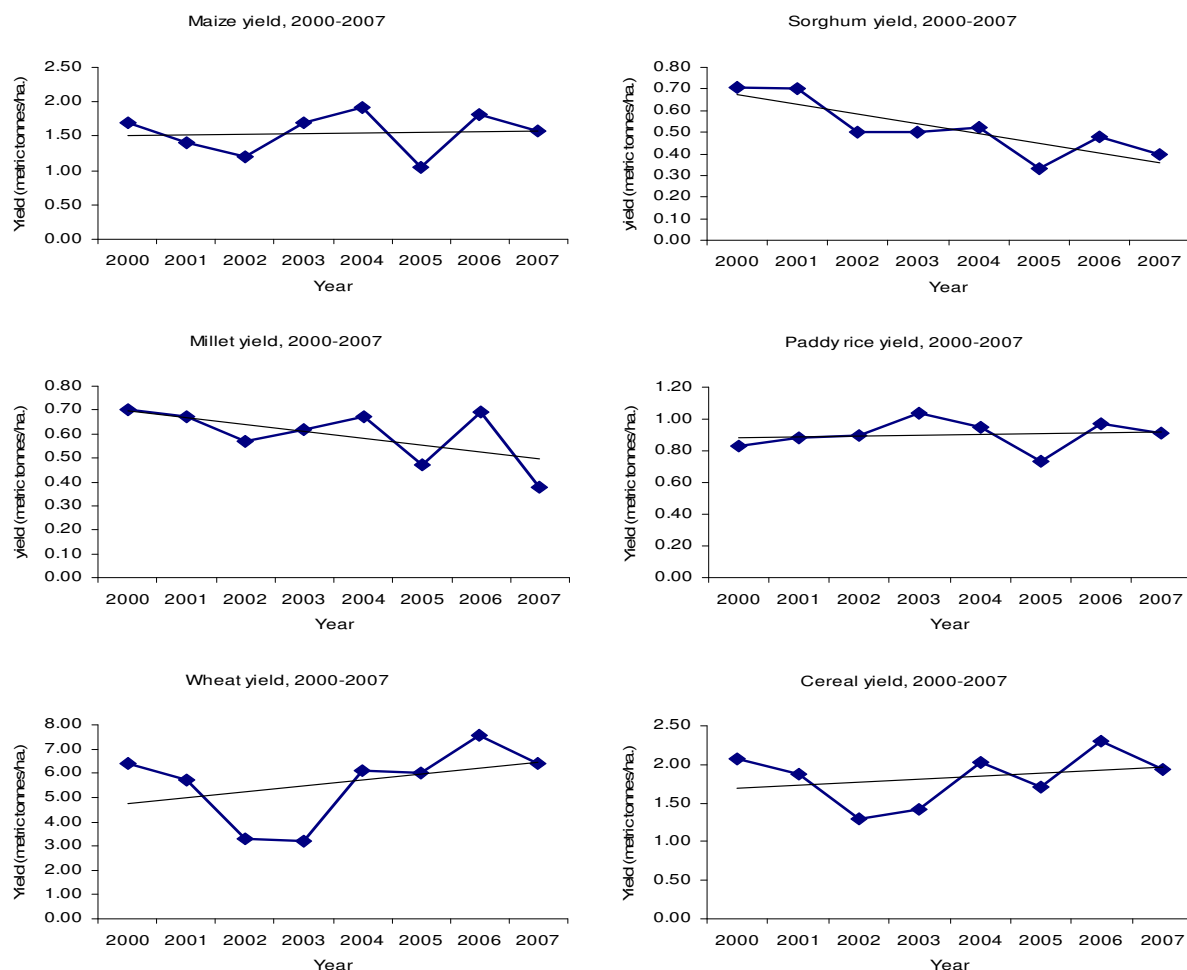 Maize yield, 2000-2007
Yield (metric tonnes/ha.)
2.50
2.00
1.50
1.00
0.50
0.00
2000 2001 2002 2003 2004 2005 2006 2007
Year
Sorghum yield, 2000-2007
yield (metric tonnes/ha.)
0.80
0.70
0.60
0.50
0.40
0.30
0.20
0.10
0.00
2000 2001 2002 2003 2004 2005 2006 2007
Year
Millet yield, 2000-2007
yield (metric tonnes/ha.)
0.80
0.70
0.60
0.50
0.40
0.30
0.20
0.10
0.00
2000 2001 2002 2003 2004 2005 2006 2007
Year
Paddy rice yield, 2000-2007
Yield (metric tonnes/ha.)
1.20
1.00
0.80
0.60
0.40
0.20
0.00
2000 2001 2002 2003 2004 2005 2006 2007
Year
Wheat yield, 2000-2007
Yield (metric tonnes/ha.)
8.00
7.00
6.00
5.00
4.00
3.00
2.00
1.00
0.00
2000 2001 2002 2003 2004 2005 2006 2007
Year
Cereal yield, 2000-2007
Yield (metric tonnes/ha.)
2.50
2.00
1.50
1.00
0.50
0.00
2000 2001 2002 2003 2004 2005 2006 2007
Year